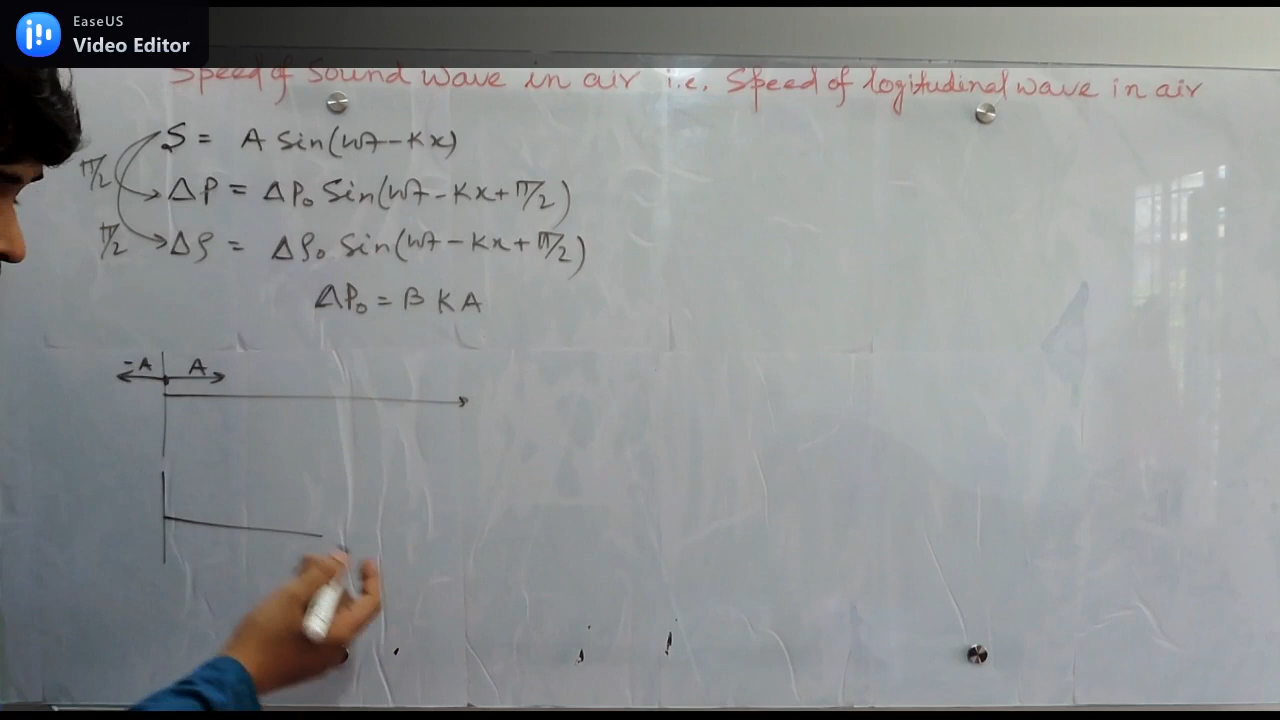 EaseUS
Video Editor
Speed of Sound wave in air i.e. Speed of logitudinal wave in air
S = A Sin(ωt-Kx)
π/2
ΔP = ΔP₀ Sin(ωt-Kx+π/2)
π/2
Δρ = Δρ₀ Sin(ωt-Kx+π/2)
ΔP₀ = B K A
-A A